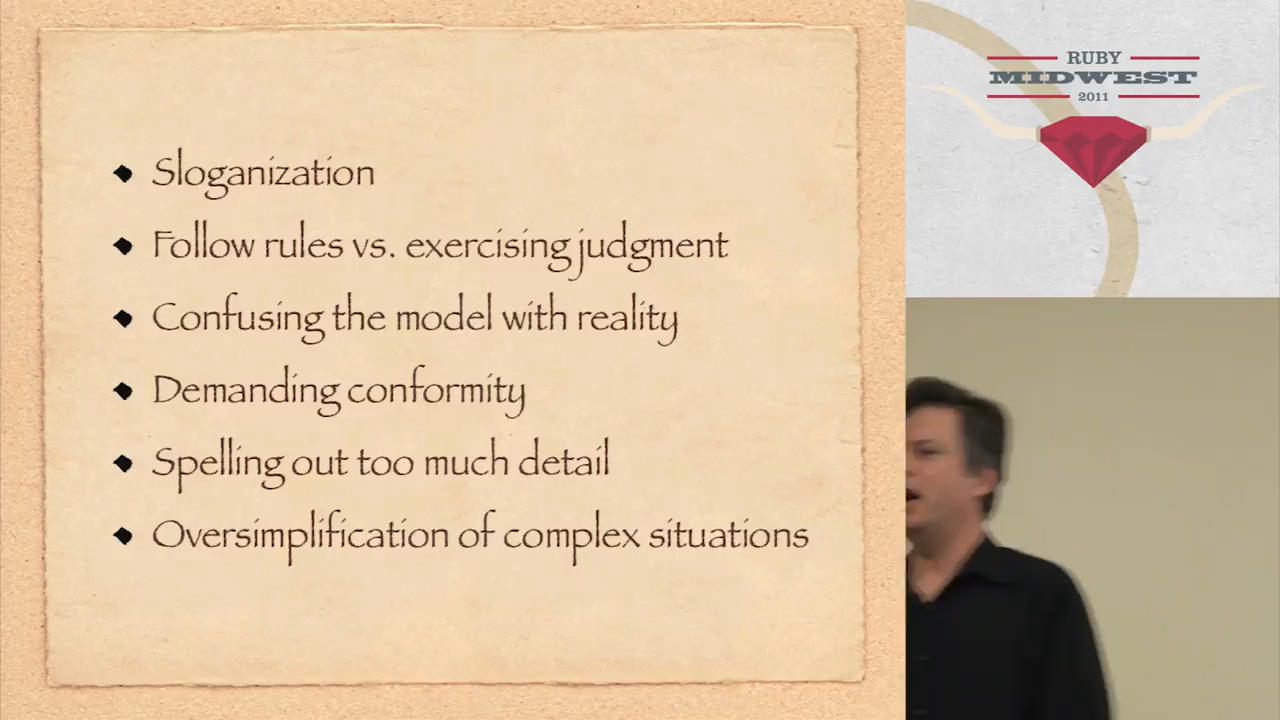 Sloganization
Follow rules vs. exercising judgment
Confusing the model with reality
Demanding conformity
Spelling out too much detail
Oversimplification of complex situations
RUBY
MIDWEST
2011